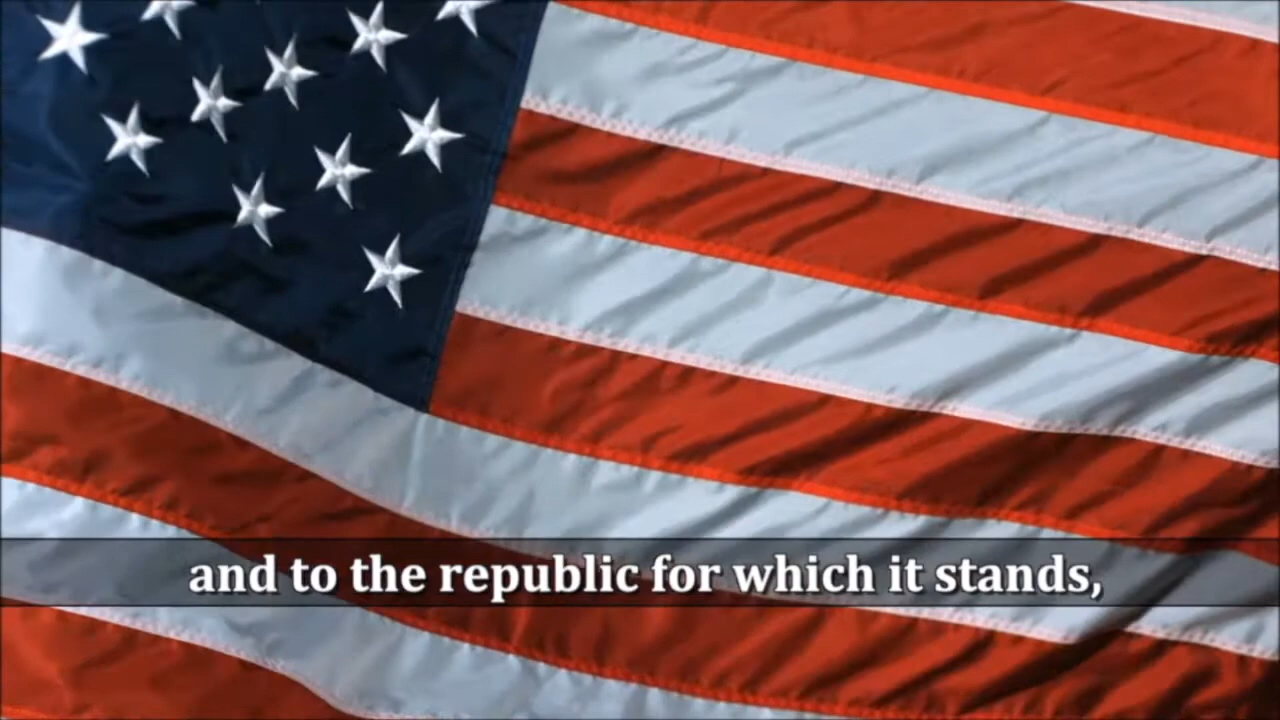 and to the republic for which it stands,